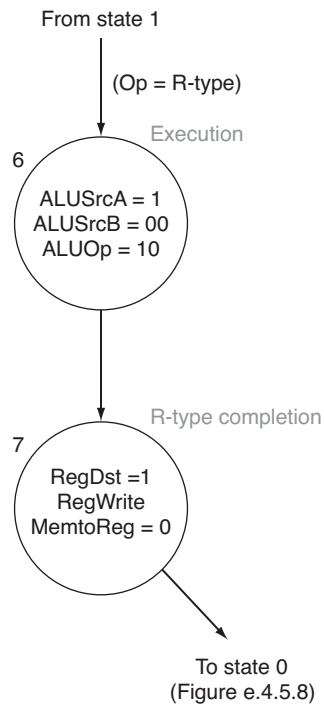 From state 1
(Op = R-type)
Execution
6
ALUSrcA = 1
ALUSrcB = 00
ALUOp = 10
R-type completion
7
RegDst =1
RegWrite
MemtoReg = 0
To state 0
(Figure e.4.5.8)